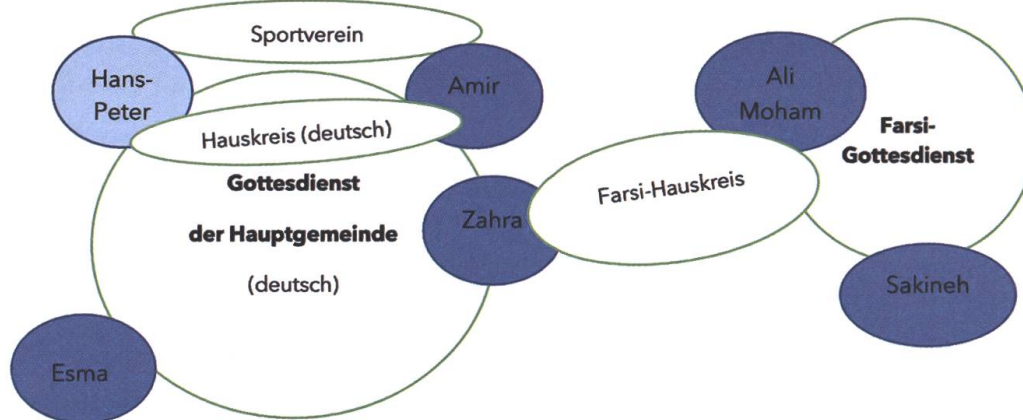 Sportverein
Hans-
Peter
Amir
Hauskreis (deutsch)
Gottesdienst
der Hauptgemeinde
(deutsch)
Zahra
Esma
Farsi-Hauskreis
Ali
Moham
Farsi-
Gottesdienst
Sakineh